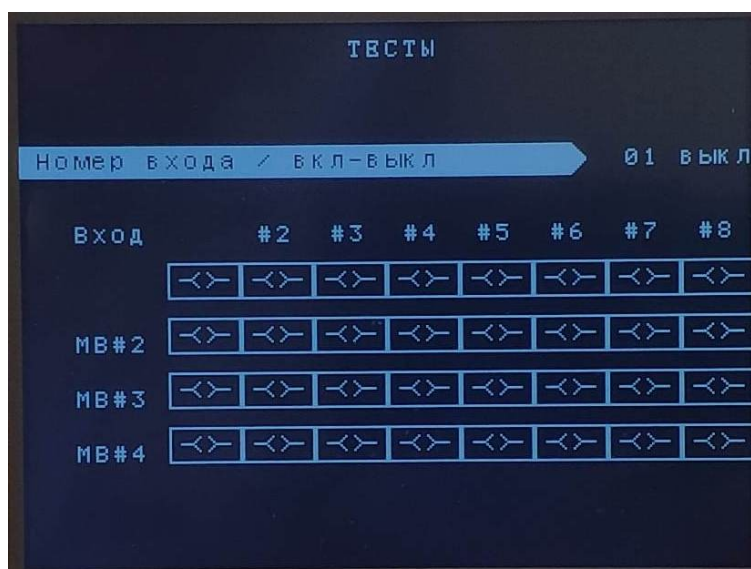 ТЕСТЫ
Номер входа / вкл-выкл 01 выкл
Вход #2 #3 #4 #5 #6 #7 #8
МВ#2
МВ#3
МВ#4